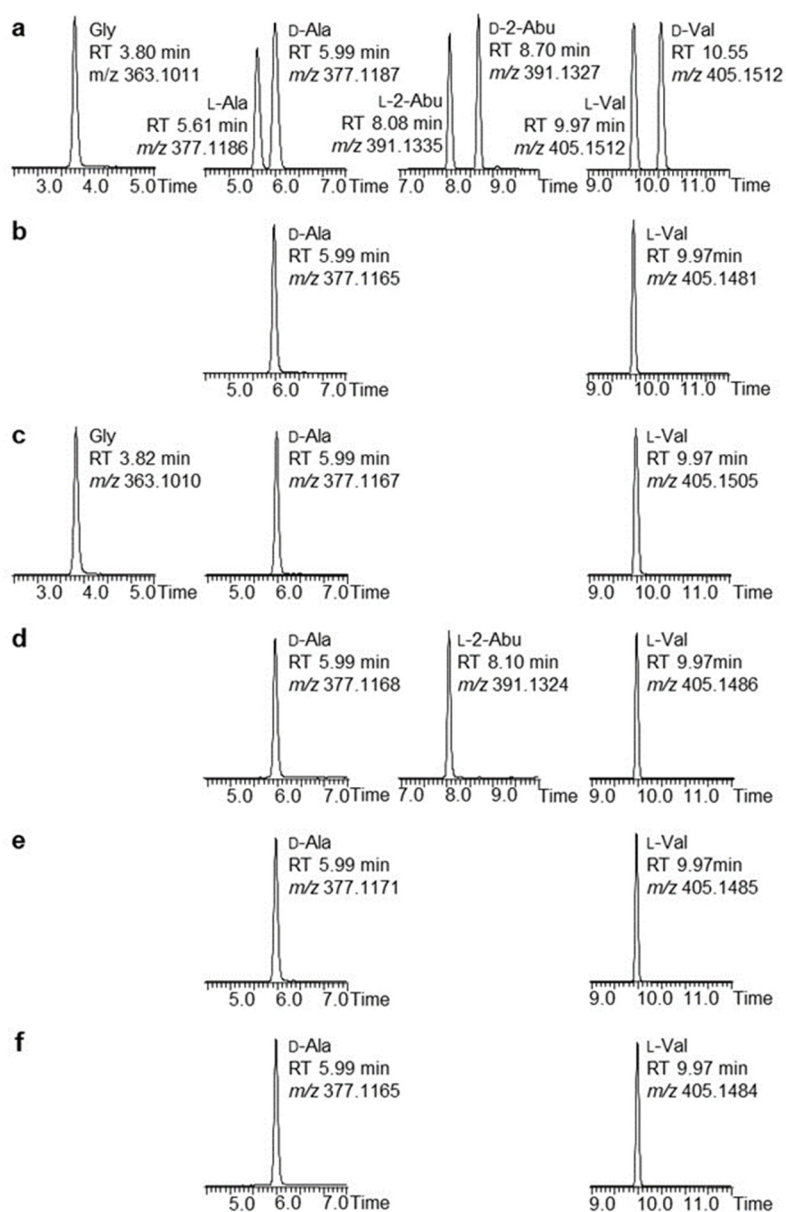 a
Gly
RT 3.80 min
m/z 363.1011
L-Ala
RT 5.61 min
m/z 377.1186
D-Ala
RT 5.99 min
m/z 377.1187
L-2-Abu
RT 8.08 min
m/z 391.1335
D-2-Abu
RT 8.70 min
m/z 391.1327
L-Val
RT 9.97 min
m/z 405.1512
D-Val
RT 10.55
m/z 405.1512
3.0 4.0 5.0 Time
5.0 6.0 7.0 Time
7.0 8.0 9.0 Time
9.0 10.0 11.0 Time
b
D-Ala
RT 5.99 min
m/z 377.1165
L-Val
RT 9.97min
m/z 405.1481
5.0 6.0 7.0 Time
9.0 10.0 11.0 Time
c
Gly
RT 3.82 min
m/z 363.1010
D-Ala
RT 5.99 min
m/z 377.1167
L-Val
RT 9.97 min
m/z 405.1505
3.0 4.0 5.0 Time
5.0 6.0 7.0 Time
9.0 10.0 11.0 Time
d
D-Ala
RT 5.99 min
m/z 377.1168
L-2-Abu
RT 8.10 min
m/z 391.1324
L-Val
RT 9.97min
m/z 405.1486
5.0 6.0 7.0 Time
7.0 8.0 9.0 Time
9.0 10.0 11.0 Time
e
D-Ala
RT 5.99 min
m/z 377.1171
L-Val
RT 9.97min
m/z 405.1485
5.0 6.0 7.0 Time
9.0 10.0 11.0 Time
f
D-Ala
RT 5.99 min
m/z 377.1165
L-Val
RT 9.97 min
m/z 405.1484
5.0 6.0 7.0 Time
9.0 10.0 11.0 Time